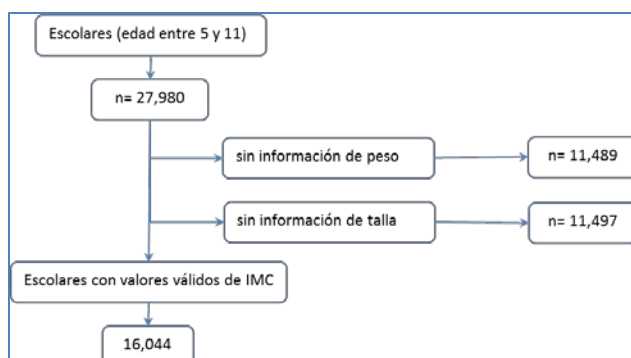 Escolares (edad entre 5 y 11)
n= 27,980
sin información de peso
n= 11,489
sin información de talla
n= 11,497
Escolares con valores válidos de IMC
16,044